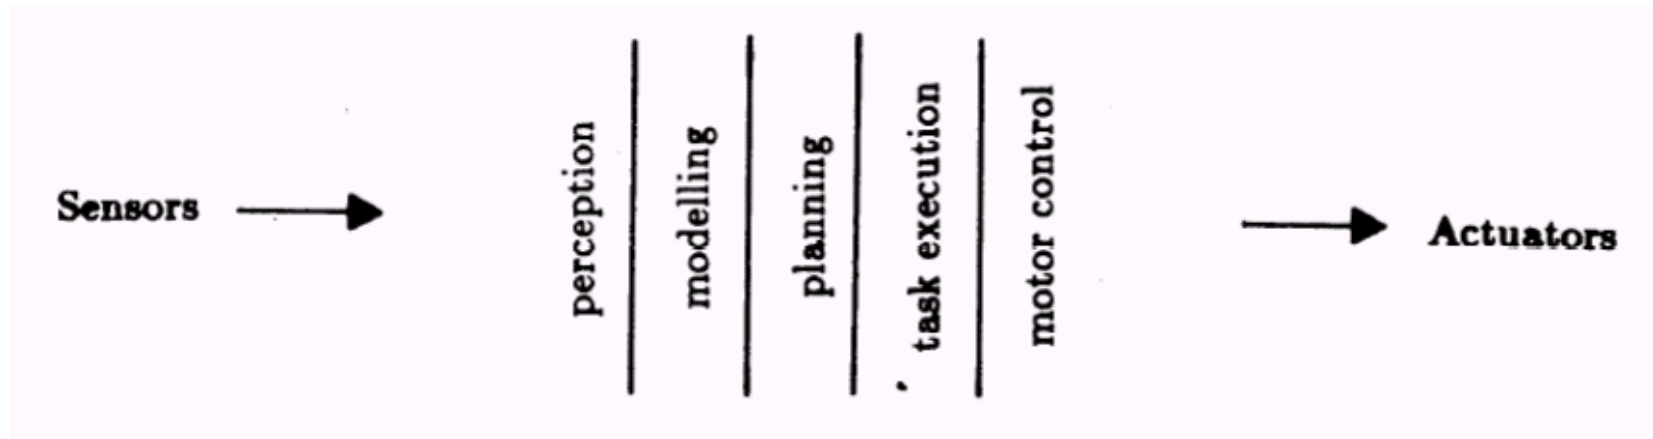 Sensors
perception
modelling
planning
task execution
motor control
Actuators